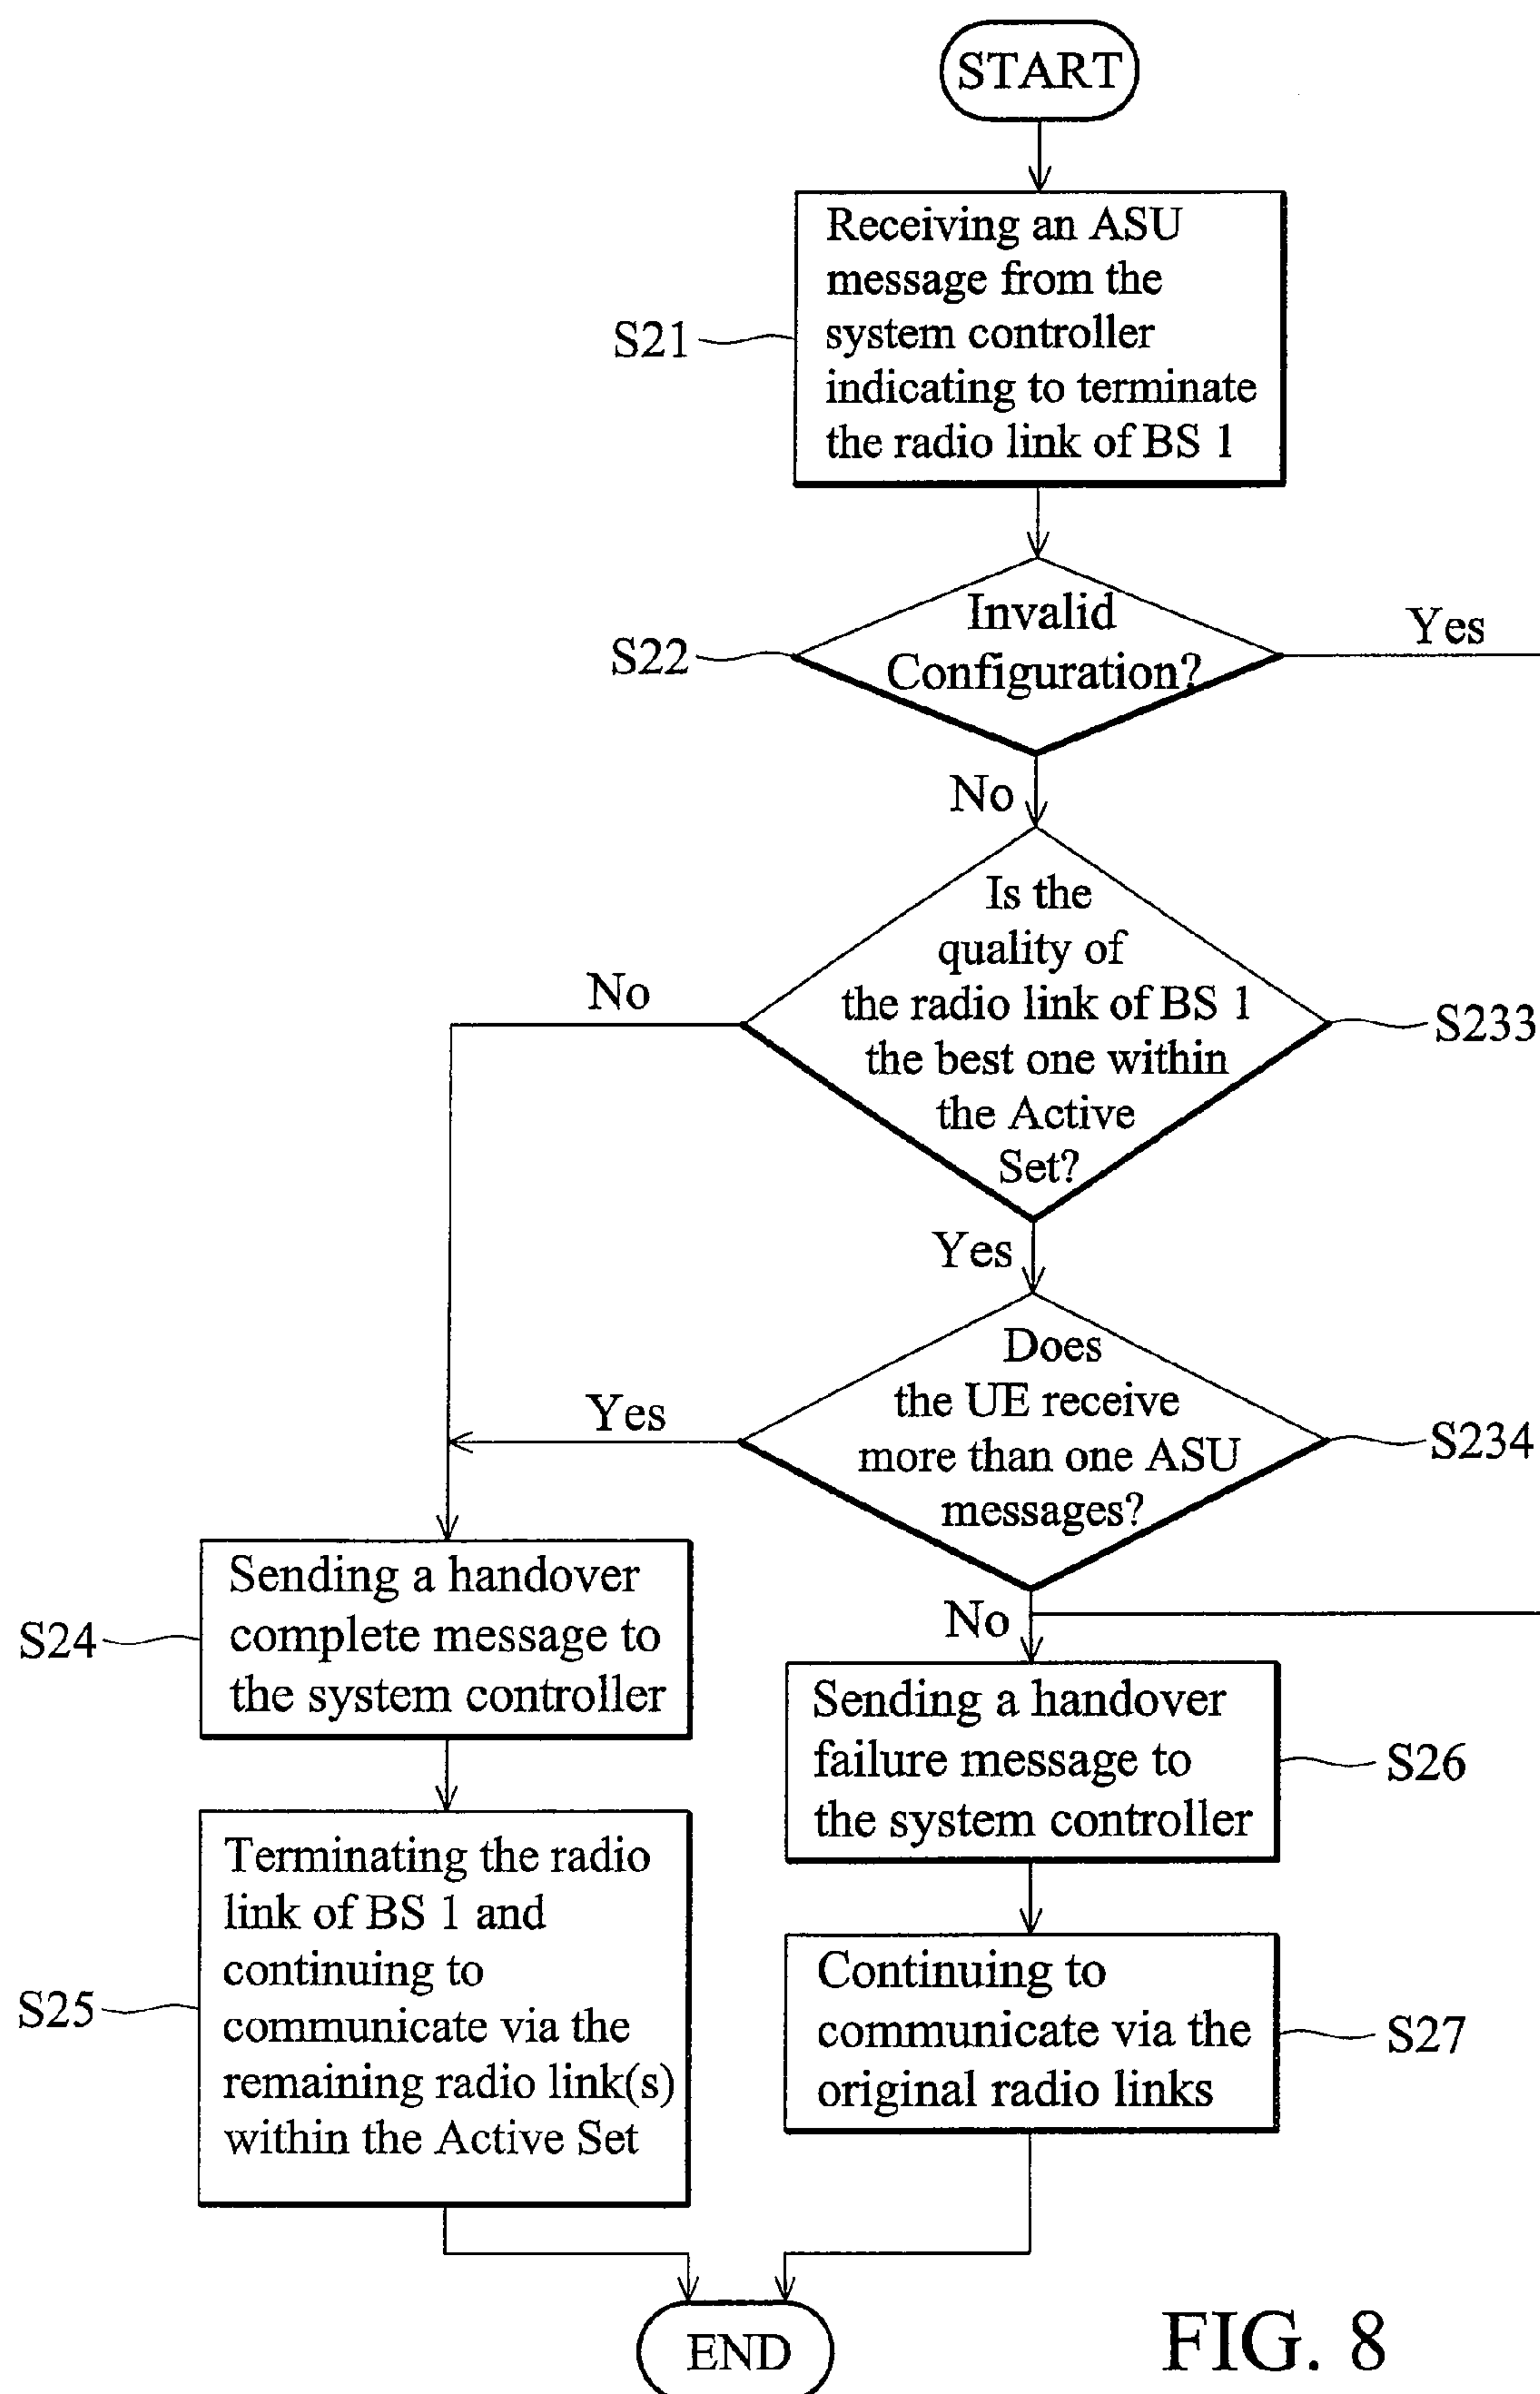 START
Receiving an ASU
message from the
system controller
indicating to terminate
the radio link of BS 1
S21
Invalid
Configuration?
S22
Yes
No
Is the
quality of
the radio link of BS 1
the best one within
the Active
Set?
No
S233
Yes
Does
the UE receive
more than one ASU
messages?
Yes
S234
No
Sending a handover
complete message to
the system controller
S24
Sending a handover
failure message to
the system controller
S26
Terminating the radio
link of BS 1 and
continuing to
communicate via the
remaining radio link(s)
within the Active Set
S25
Continuing to
communicate via the
original radio links
S27
END
FIG. 8